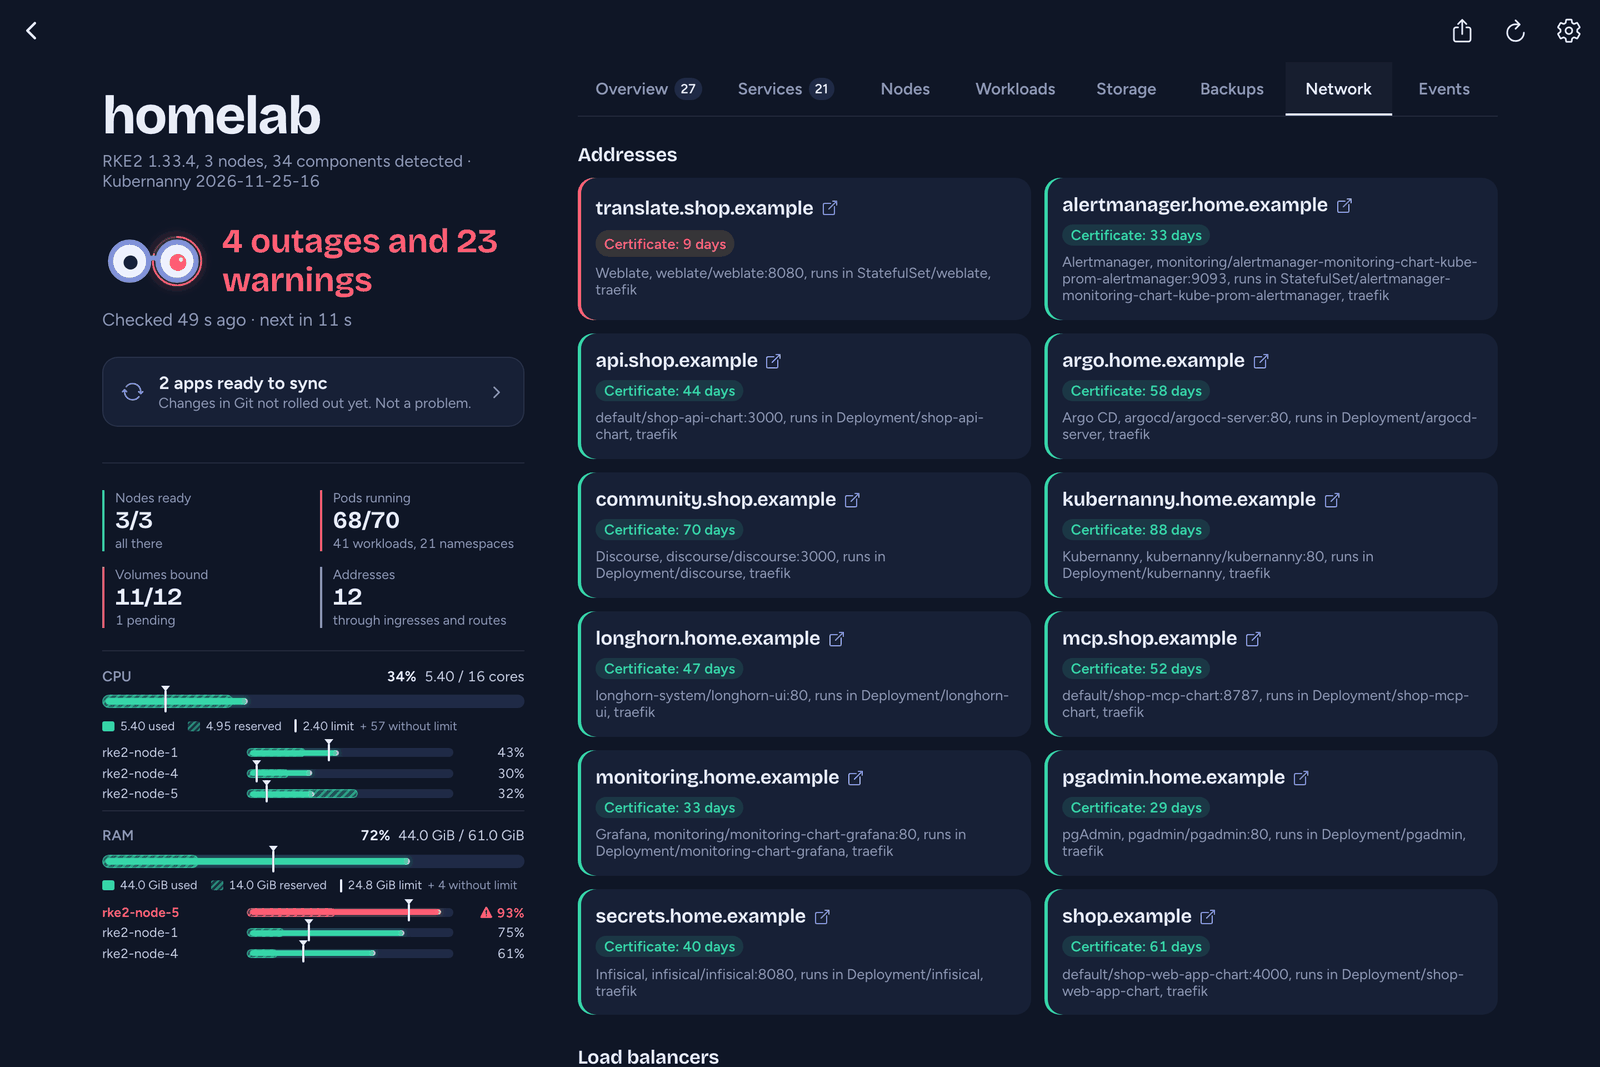 homelab
RKE2 1.33.4, 3 nodes, 34 components detected ·
Kubernanny 2026-11-25-16
4 outages and 23
warnings
Checked 49 s ago · next in 11 s
2 apps ready to sync
Changes in Git not rolled out yet. Not a problem.
Nodes ready
3/3
all there
Pods running
68/70
41 workloads, 21 namespaces
Volumes bound
11/12
1 pending
Addresses
12
through ingresses and routes
CPU 34% 5.40 / 16 cores
5.40 used 4.95 reserved 2.40 limit + 57 without limit
rke2-node-1 43%
rke2-node-4 30%
rke2-node-5 32%
RAM 72% 44.0 GiB / 61.0 GiB
44.0 GiB used 14.0 GiB reserved 24.8 GiB limit + 4 without limit
rke2-node-5 93%
rke2-node-1 75%
rke2-node-4 61%
Overview 27 Services 21 Nodes Workloads Storage Backups Network Events
Addresses
translate.shop.example
Certificate: 9 days
Weblate, weblate/weblate:8080, runs in StatefulSet/weblate,
traefik
alertmanager.home.example
Certificate: 33 days
Alertmanager, monitoring/alertmanager-monitoring-chart-kube-
prom-alertmanager:9093, runs in StatefulSet/alertmanager-
monitoring-chart-kube-prom-alertmanager, traefik
api.shop.example
Certificate: 44 days
default/shop-api-chart:3000, runs in Deployment/shop-api-
chart, traefik
argo.home.example
Certificate: 58 days
Argo CD, argocd/argocd-server:80, runs in Deployment/argocd-
server, traefik
community.shop.example
Certificate: 70 days
Discourse, discourse/discourse:3000, runs in
Deployment/discourse, traefik
kubernanny.home.example
Certificate: 88 days
Kubernanny, kubernanny/kubernanny:80, runs in
Deployment/kubernanny, traefik
longhorn.home.example
Certificate: 47 days
longhorn-system/longhorn-ui:80, runs in Deployment/longhorn-
ui, traefik
mcp.shop.example
Certificate: 52 days
default/shop-mcp-chart:8787, runs in Deployment/shop-mcp-
chart, traefik
monitoring.home.example
Certificate: 33 days
Grafana, monitoring/monitoring-chart-grafana:80, runs in
Deployment/monitoring-chart-grafana, traefik
pgadmin.home.example
Certificate: 29 days
pgAdmin, pgadmin/pgadmin:80, runs in Deployment/pgadmin,
traefik
secrets.home.example
Certificate: 40 days
Infisical, infisical/infisical:8080, runs in Deployment/infisical,
traefik
shop.example
Certificate: 61 days
default/shop-web-app-chart:4000, runs in Deployment/shop-
web-app-chart, traefik
Load balancers